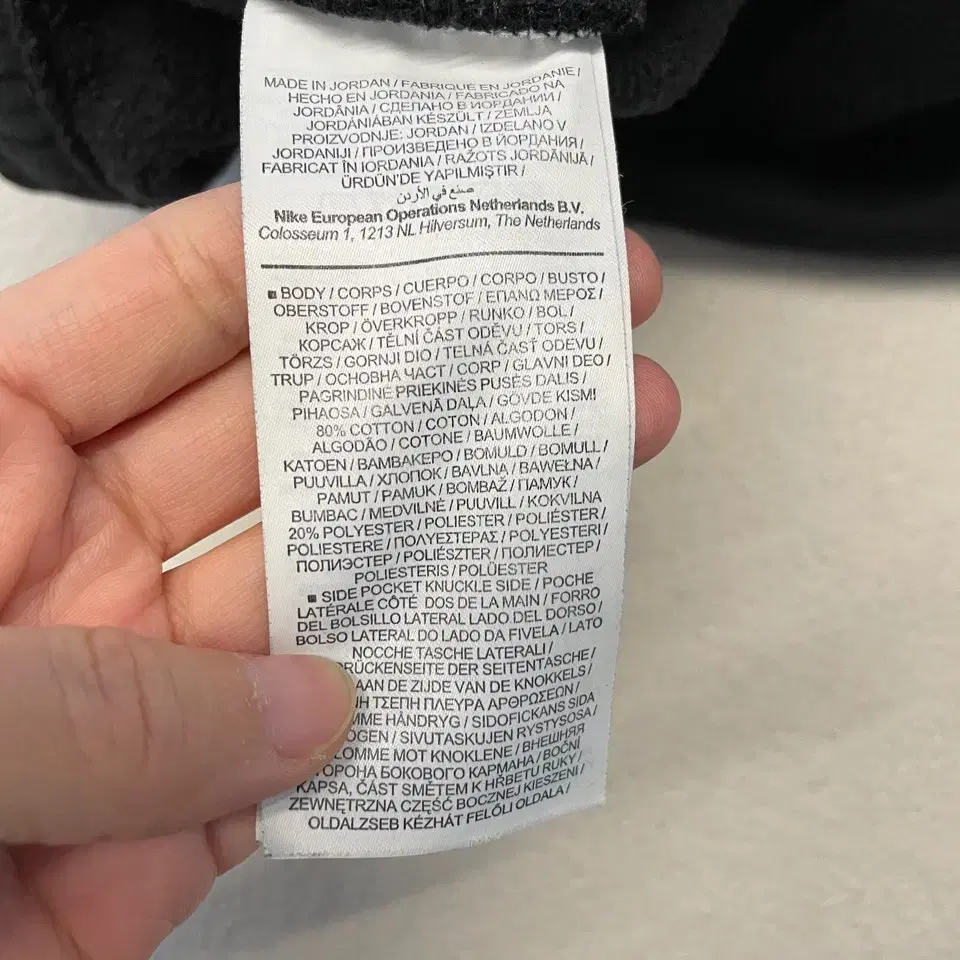 MADE IN JORDAN / FABRIQUE EN JORDANIE /
HECHO EN JORDANIA / FABRICADO NA
JORDÂNIA / СДЕЛАНО В ИОРДАНИИ /
JORDÁNIÁBAN KÉSZÜLT / ZEMLJA
PROIZVODNJE: JORDAN / IZDELANO V
JORDANIJI / ПРОИЗВЕДЕНО В ЙОРДАНИЯ /
FABRICAT ÎN IORDANIA / RAŽOTS JORDĀNIJĀ /
ÜRDÜN'DE YAPILMIŞTIR /
صنع في الأردن
Nike European Operations Netherlands B.V.
Colosseum 1, 1213 NL Hilversum, The Netherlands
■ BODY / CORPS / CUERPO / CORPO / BUSTO /
OBERSTOFF / BOVENSTOF / ΕΠΑΝΩ ΜΕΡΟΣ /
KROP / ÖVERKROPP / RUNKO / BOL /
КОРСАЖ / TĚLNÍ ČÁST ODĚVU / TORS /
TÖRZS / GORNJI DIO / TELNÁ ČASŤ ODEVU /
TRUP / ОСНОВНА ЧАСТ / CORP / GLAVNI DEO /
PAGRINDINĖ PRIEKINĖS PUSĖS DALIS /
PIHAOSA / GALVENĀ DAĻA / GÖVDE KISMI
80% COTTON / COTON / ALGODÓN /
ALGODÃO / COTONE / BAUMWOLLE /
KATOEN / ΒΑΜΒΑΚΕΡΟ / BOMULD / BOMULL /
PUUVILLA / ХЛОПОК / BAVLNA / BAWEŁNA /
PAMUT / PAMUK / BOMBAŽ / ПАМУК /
BUMBAC / MEDVILNĖ / PUUVILL / KOKVILNA
20% POLYESTER / POLIESTER / POLIÉSTER /
POLIESTERE / ΠΟΛΥΕΣΤΕΡΑΣ / POLYESTERI /
ПОЛИЭСТЕР / POLIÉSZTER / ПОЛИЕСТЕР /
POLIESTERIS / POLÜESTER
■ SIDE POCKET KNUCKLE SIDE / POCHE
LATÉRALE CÔTÉ DOS DE LA MAIN / FORRO
DEL BOLSILLO LATERAL LADO DEL DORSO /
BOLSO LATERAL DO LADO DA FIVELA / LATO
NOCCHE TASCHE LATERALI /
RÜCKENSEITE DER SEITENTASCHE /
AAN DE ZIJDE VAN DE KNOKKELS /
ΤΣΕΠΗ ΠΛΕΥΡΑ ΑΡΘΡΩΣΕΩΝ /
HÅNDRYG / SIDOFICKANS SIDA
SIVUTASKUJEN RYSTYSOSA /
LOMME MOT KNOKLENE / ВНЕШНЯЯ
БОКОВОГО КАРМАНА / BOČNÍ
KAPSA, ČÁST SMĚTEM K HŘBETU RUKY /
ZEWNĘTRZNA CZĘŚĆ BOCZNEJ KIESZENI /
OLDALZSEB KÉZHÁT FELŐLI OLDALA /